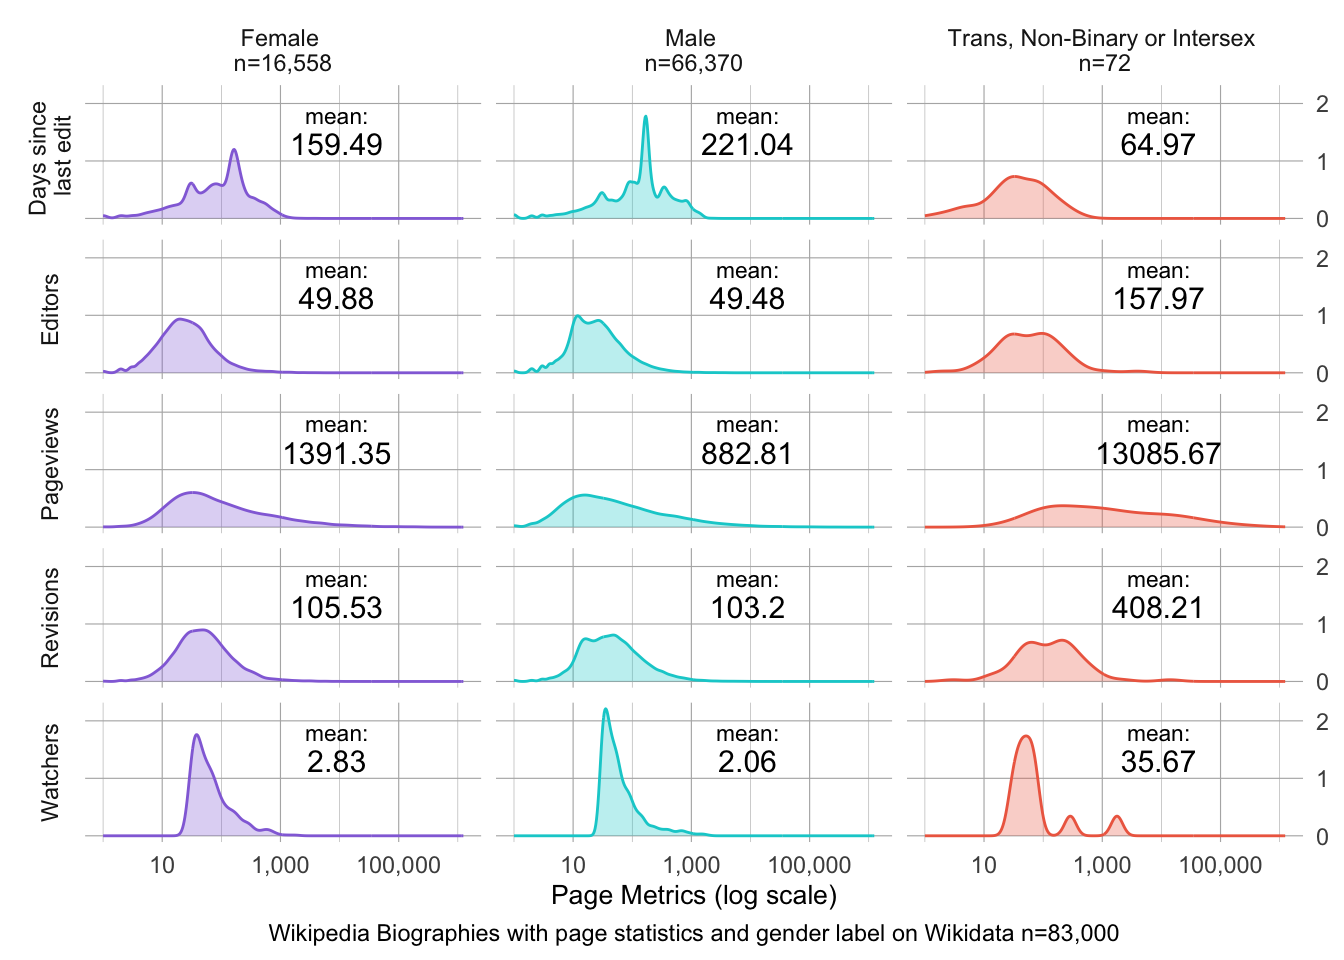 Female
n=16,558
Male
n=66,370
Trans, Non-Binary or Intersex
n=72
Days since
last edit
mean:
159.49
mean:
221.04
mean:
64.97
2
1
0
Editors
mean:
49.88
mean:
49.48
mean:
157.97
2
1
0
Pageviews
mean:
1391.35
mean:
882.81
mean:
13085.67
2
1
0
Revisions
mean:
105.53
mean:
103.2
mean:
408.21
2
1
0
Watchers
mean:
2.83
mean:
2.06
mean:
35.67
2
1
0
10 1,000 100,000 10 1,000 100,000 10 1,000 100,000
Page Metrics (log scale)
Wikipedia Biographies with page statistics and gender label on Wikidata n=83,000